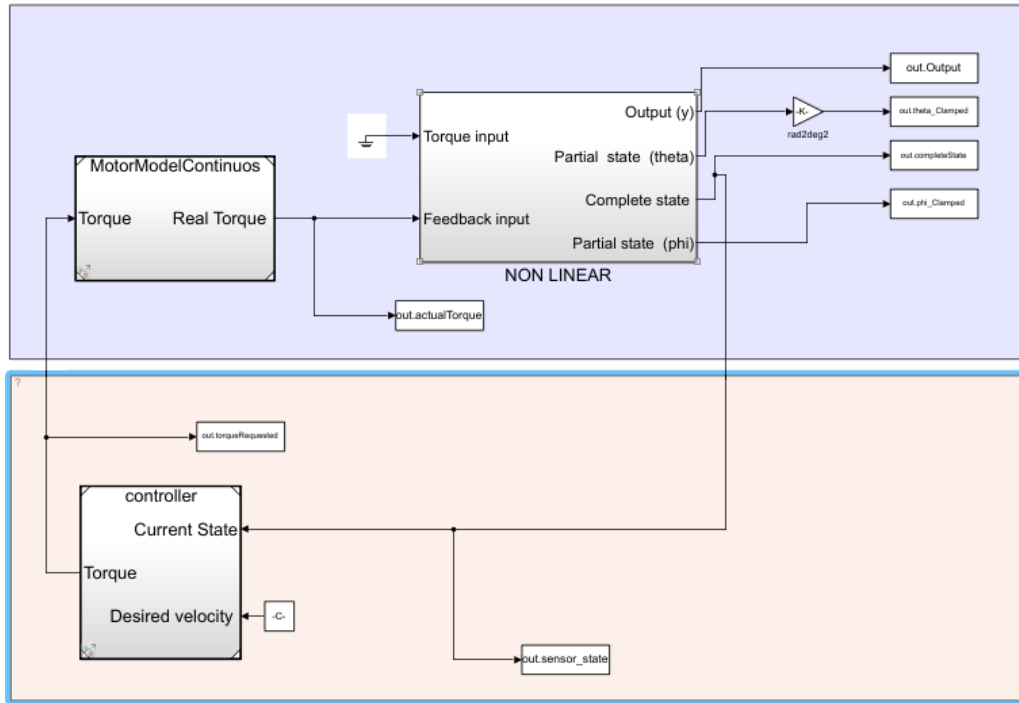 out.Output
Output (y)
-K-
out.theta_Clamped
Torque input
rad2deg2
Partial state (theta)
out.completeState
MotorModelContinuos
Complete state
out.phi_Clamped
Torque
Real Torque
Feedback input
Partial state (phi)
NON LINEAR
out.actualTorque
?
out.torqueRequested
controller
Current State
Torque
Desired velocity
-C-
out.sensor_state